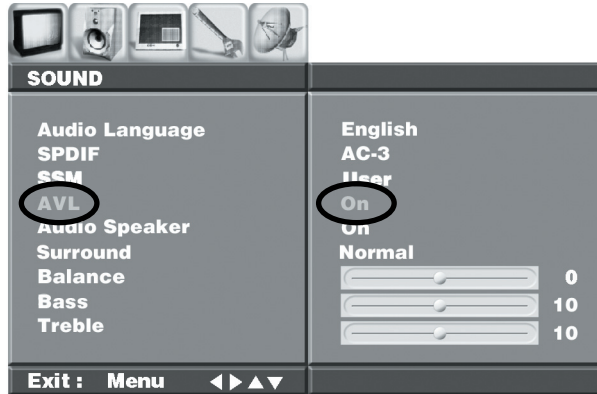 SOUND
Audio Language English
SPDIF AC-3
SSM User
AVL On
Audio Speaker On
Surround Normal
Balance 0
Bass 10
Treble 10
Exit : Menu ◀▶▲▼